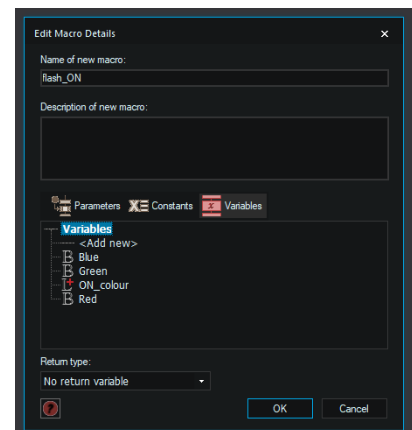 Edit Macro Details
Name of new macro:
flash_ON
Description of new macro:
Parameters Constants Variables
Variables
<Add new>
Blue
Green
ON_colour
Red
Return type:
No return variable
OK Cancel